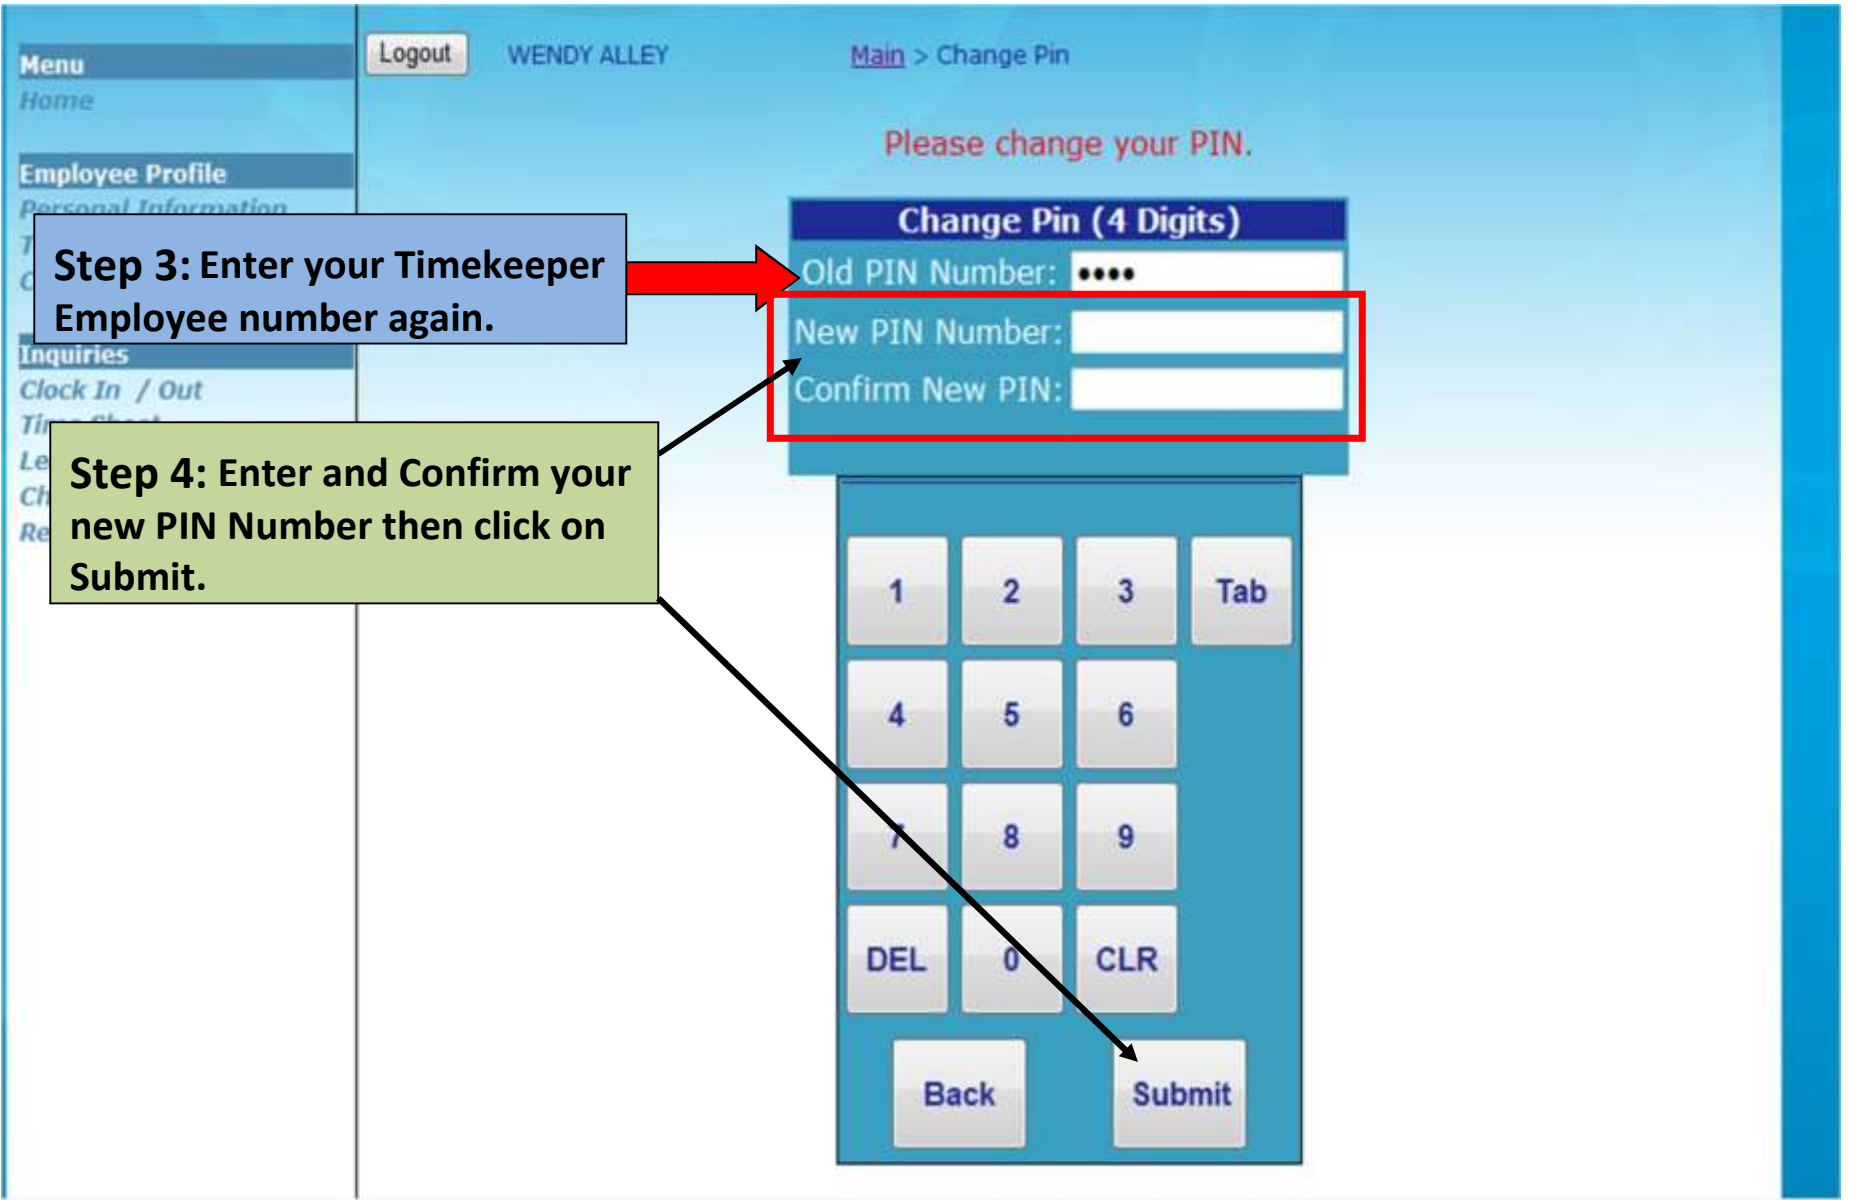 Menu
Home
Employee Profile
Personal Information
Inquiries
Clock In / Out
Logout
WENDY ALLEY
Main > Change Pin
Please change your PIN.
Change Pin (4 Digits)
Old PIN Number: ••••
New PIN Number:
Confirm New PIN:
Step 3: Enter your Timekeeper
Employee number again.
Step 4: Enter and Confirm your
new PIN Number then click on
Submit.
1 2 3 Tab
4 5 6
7 8 9
DEL 0 CLR
Back Submit